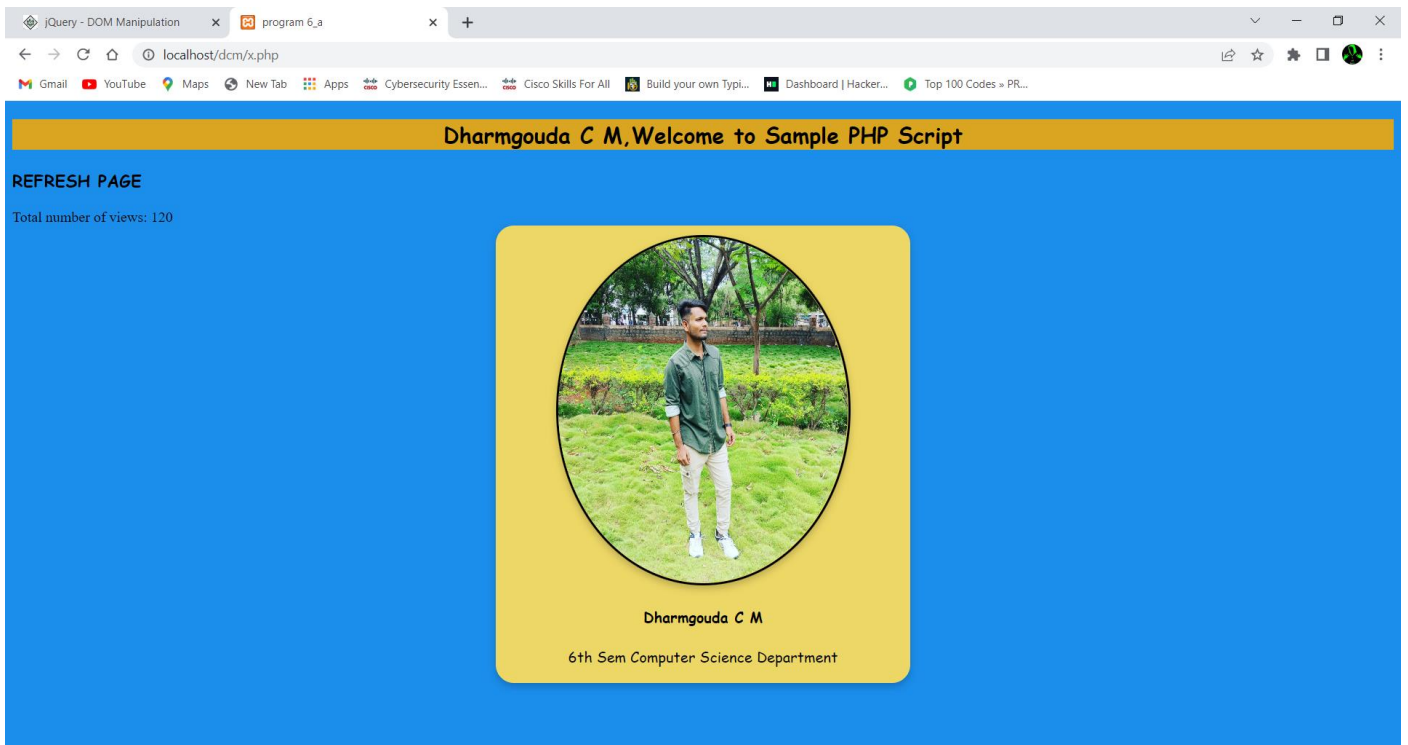 jQuery - DOM Manipulation program 6_a
localhost/dcm/x.php
Gmail YouTube Maps New Tab Apps Cybersecurity Essen... Cisco Skills For All Build your own Typi... Dashboard | Hacker... Top 100 Codes » PR...
Dharmgouda C M,Welcome to Sample PHP Script
REFRESH PAGE
Total number of views: 120
Dharmgouda C M
6th Sem Computer Science Department